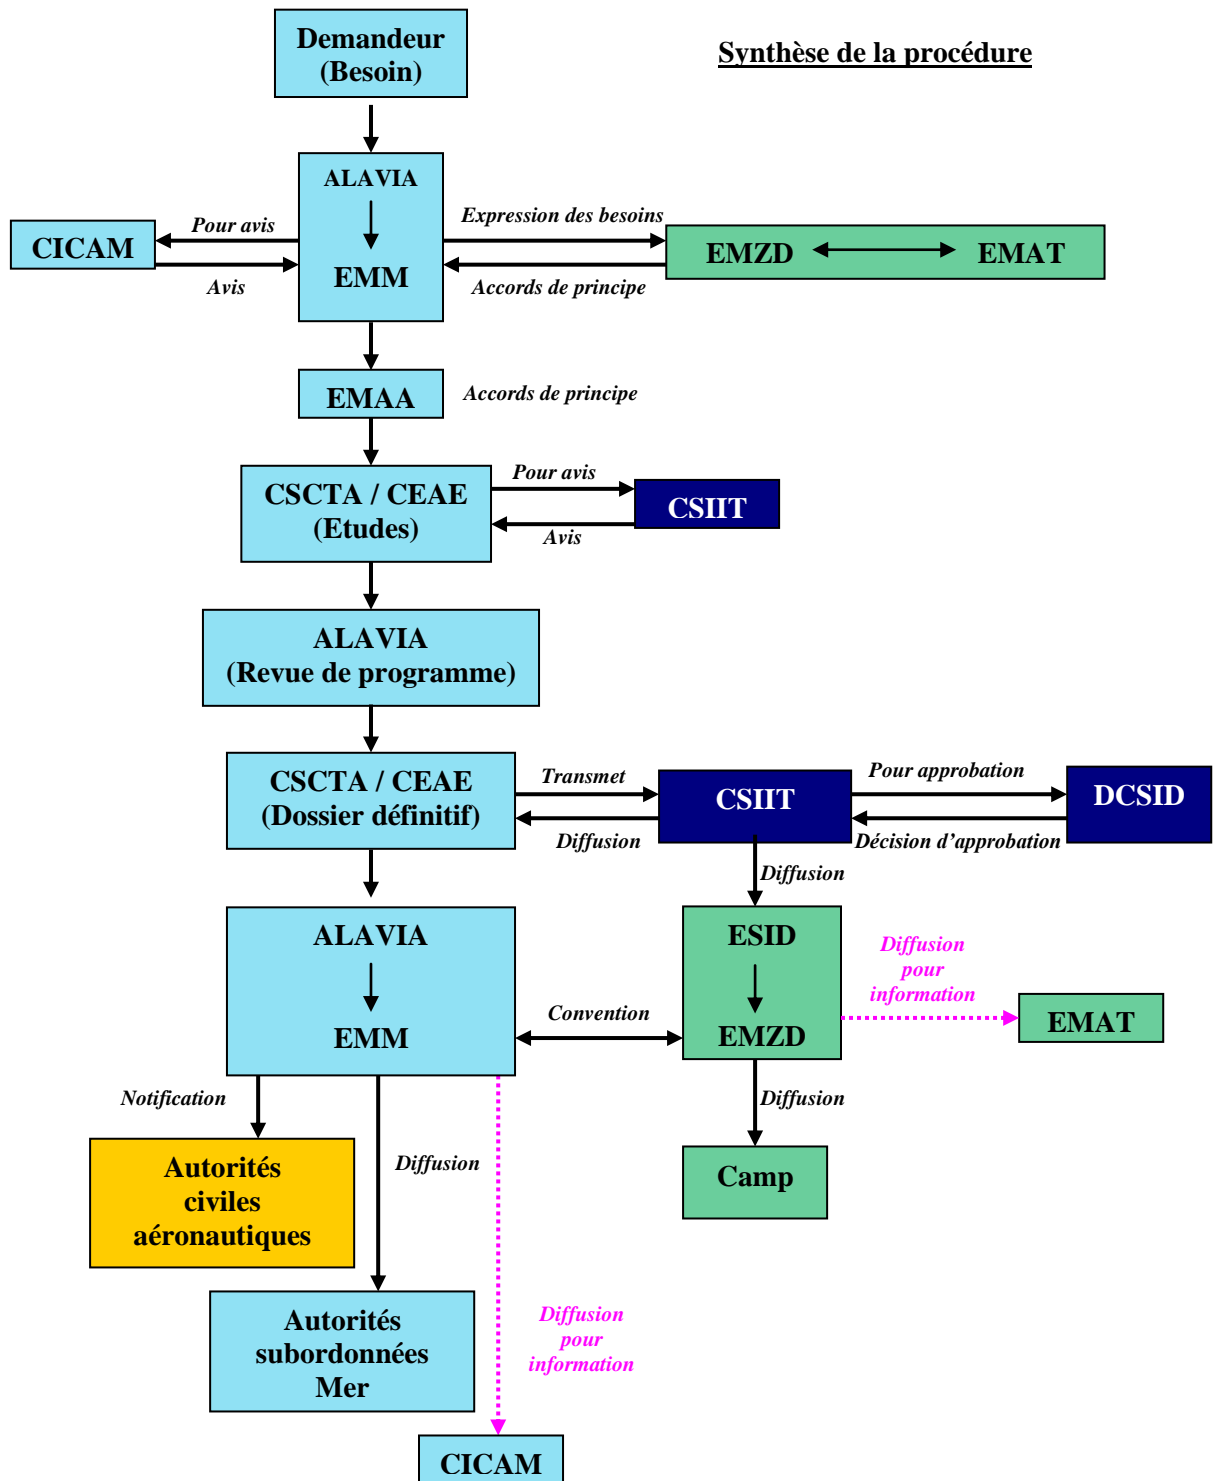 Demandeur
(Besoin)
Synthèse de la procédure
ALAVIA
EMM
CICAM
Pour avis
Avis
Expression des besoins
Accords de principe
EMZD
EMAT
EMAA
Accords de principe
CSCTA / CEAE
(Etudes)
Pour avis
Avis
CSIIT
ALAVIA
(Revue de programme)
CSCTA / CEAE
(Dossier définitif)
Transmet
Diffusion
CSIIT
Pour approbation
Décision d’approbation
DCSID
Diffusion
ALAVIA
EMM
Convention
ESID
EMZD
Diffusion
pour
information
EMAT
Notification
Diffusion
Diffusion
Autorités
civiles
aéronautiques
Camp
Autorités
subordonnées
Mer
Diffusion
pour
information
CICAM